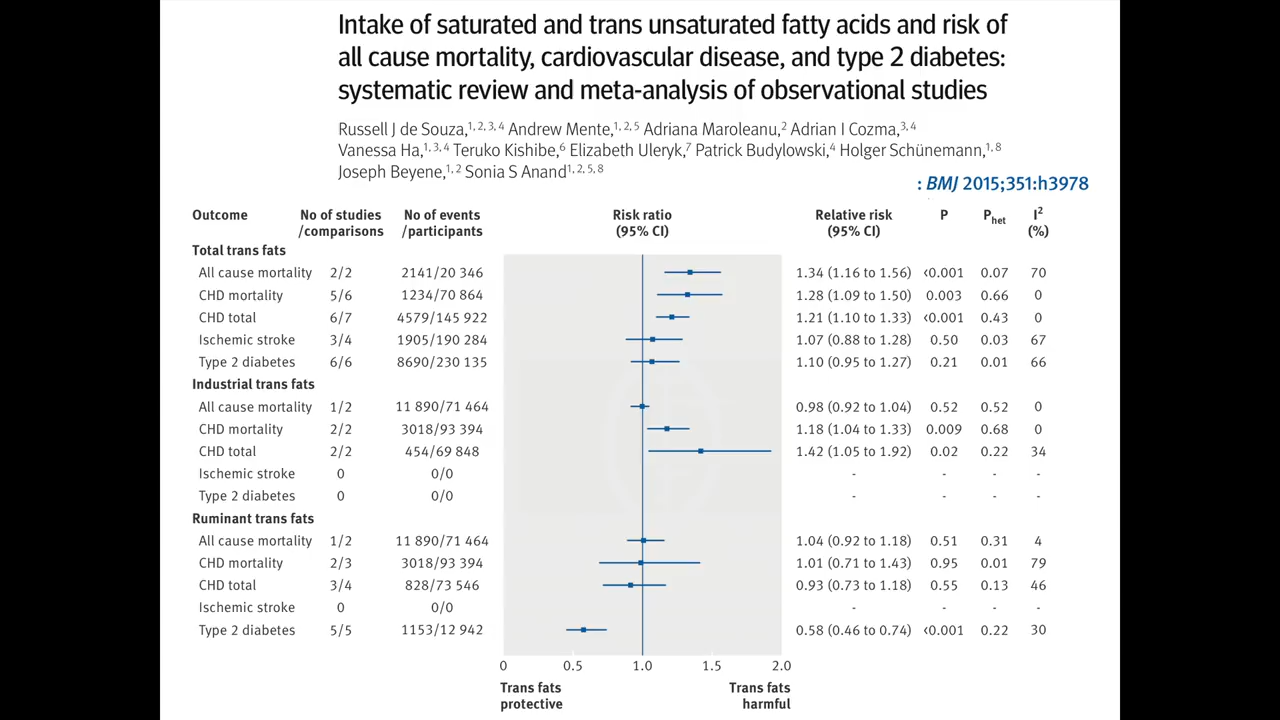 Intake of saturated and trans unsaturated fatty acids and risk of
all cause mortality, cardiovascular disease, and type 2 diabetes:
systematic review and meta-analysis of observational studies
Russell J de Souza,1, 2, 3, 4 Andrew Mente,1, 2, 5 Adriana Maroleanu,2 Adrian I Cozma,3, 4
Vanessa Ha,1, 3, 4 Teruko Kishibe,6 Elizabeth Uleryk,7 Patrick Budylowski,4 Holger Schünemann,1, 8
Joseph Beyene,1, 2 Sonia S Anand1, 2, 5, 8
: BMJ 2015;351:h3978
Outcome No of studies No of events Risk ratio Relative risk P Phet I2
/comparisons /participants (95% CI) (95% CI) (%)
Total trans fats
All cause mortality 2/2 2141/20 346 1.34 (1.16 to 1.56) <0.001 0.07 70
CHD mortality 5/6 1234/70 864 1.28 (1.09 to 1.50) 0.003 0.66 0
CHD total 6/7 4579/145 922 1.21 (1.10 to 1.33) <0.001 0.43 0
Ischemic stroke 3/4 1905/190 284 1.07 (0.88 to 1.28) 0.50 0.03 67
Type 2 diabetes 6/6 8690/230 135 1.10 (0.95 to 1.27) 0.21 0.01 66
Industrial trans fats
All cause mortality 1/2 11 890/71 464 0.98 (0.92 to 1.04) 0.52 0.52 0
CHD mortality 2/2 3018/93 394 1.18 (1.04 to 1.33) 0.009 0.68 0
CHD total 2/2 454/69 848 1.42 (1.05 to 1.92) 0.02 0.22 34
Ischemic stroke 0 0/0 - - - -
Type 2 diabetes 0 0/0 - - - -
Ruminant trans fats
All cause mortality 1/2 11 890/71 464 1.04 (0.92 to 1.18) 0.51 0.31 4
CHD mortality 2/3 3018/93 394 1.01 (0.71 to 1.43) 0.95 0.01 79
CHD total 3/4 828/73 546 0.93 (0.73 to 1.18) 0.55 0.13 46
Ischemic stroke 0 0/0 - - - -
Type 2 diabetes 5/5 1153/12 942 0.58 (0.46 to 0.74) <0.001 0.22 30
0 0.5 1.0 1.5 2.0
Trans fats Trans fats
protective harmful